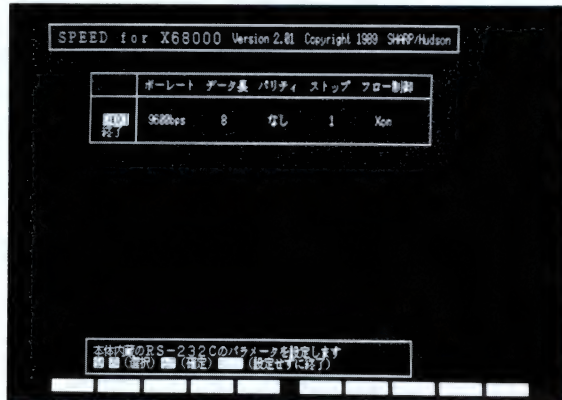 SPEED for X68000 Version 2.01 Copyright 1989 SHARP/Hudson
ボーレート データ長 パリティ ストップ フロー制御
9600bps 8 なし 1 Xon
終了
本体内蔵のRS-232Cのパラメータを設定します
(選択) (確定) (設定せずに終了)